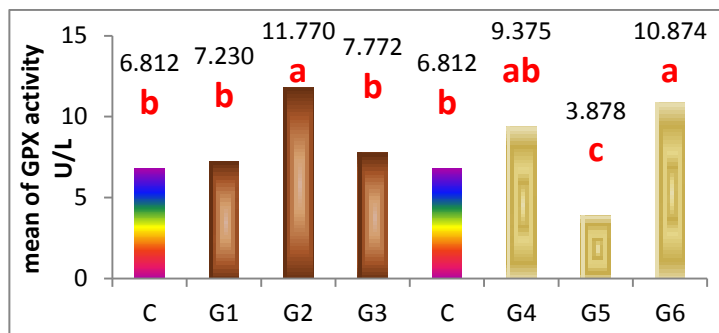 mean of GPX activity
U/L
15
10
5
0
6.812
7.230
11.770
7.772
6.812
9.375
3.878
10.874
b
b
a
b
b
ab
c
a
C
G1
G2
G3
C
G4
G5
G6